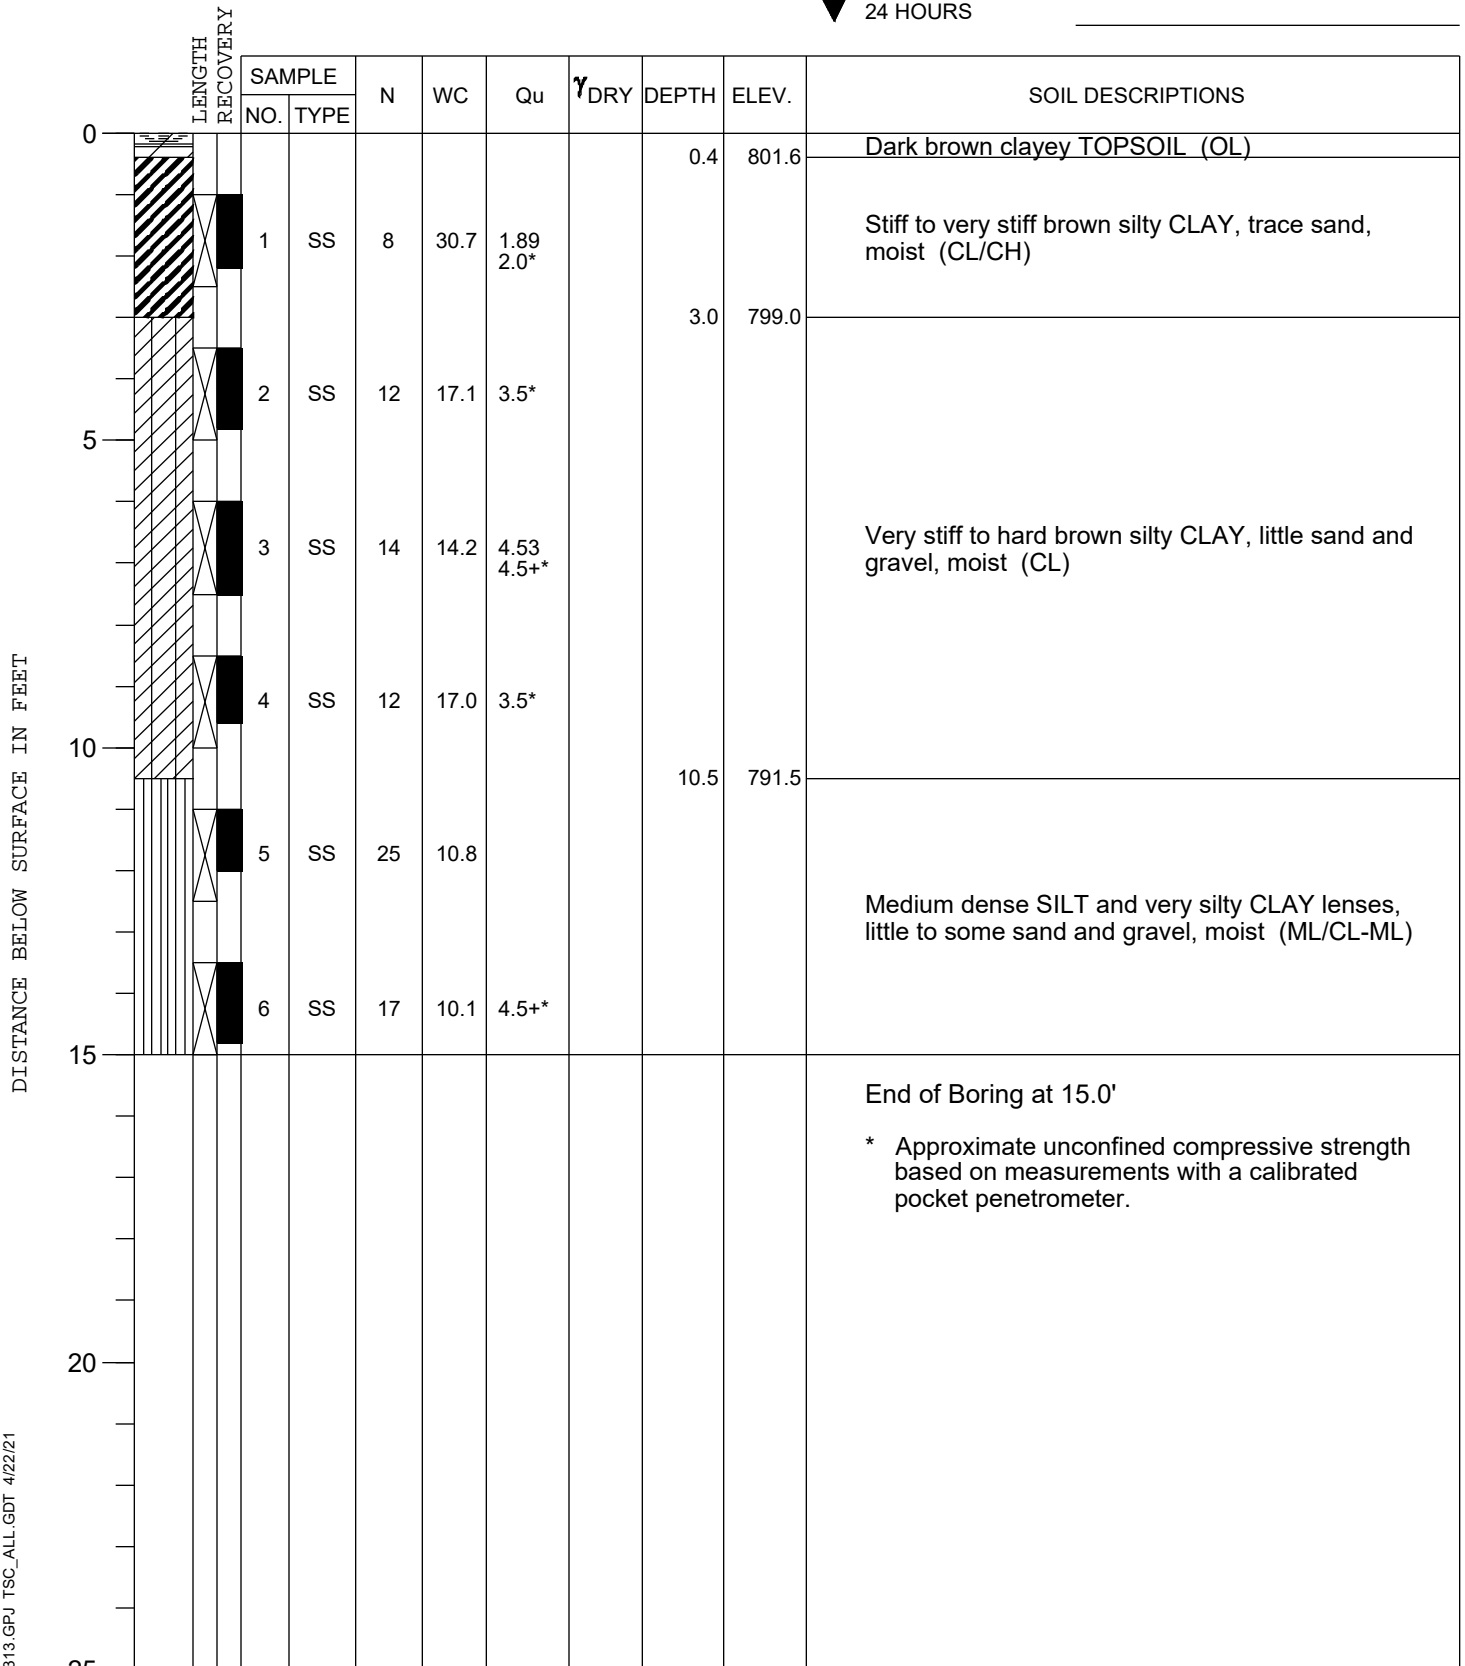 ▼ 24 HOURS
LENGTH
RECOVERY
SAMPLE
NO. TYPE N WC Qu γDRY DEPTH ELEV. SOIL DESCRIPTIONS
0
Dark brown clayey TOPSOIL (OL)
0.4 801.6
Stiff to very stiff brown silty CLAY, trace sand,
1 SS 8 30.7 1.89
moist (CL/CH)
2.0*
3.0 799.0
2 SS 12 17.1 3.5*
5
Very stiff to hard brown silty CLAY, little sand and
3 SS 14 14.2 4.53
gravel, moist (CL)
4.5+*
4 SS 12 17.0 3.5*
10
10.5 791.5
5 SS 25 10.8
Medium dense SILT and very silty CLAY lenses,
little to some sand and gravel, moist (ML/CL-ML)
6 SS 17 10.1 4.5+*
15
End of Boring at 15.0'
* Approximate unconfined compressive strength
based on measurements with a calibrated
pocket penetrometer.
20
25
DISTANCE BELOW SURFACE IN FEET
313.GPJ TSC_ALL.GDT 4/22/21